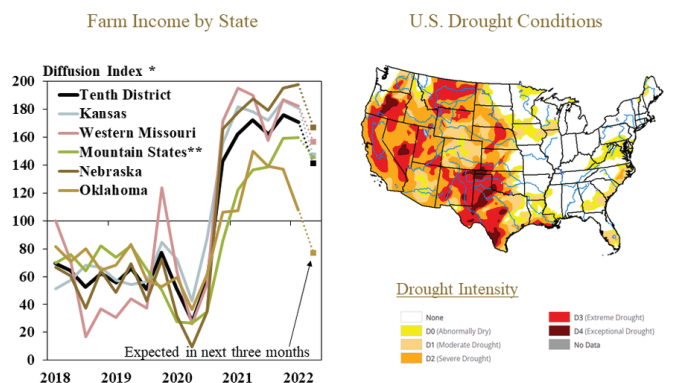 Farm Income by State
U.S. Drought Conditions
Diffusion Index *
200
180
160
140
120
100
80
60
40
20
0
Tenth District
Kansas
Western Missouri
Mountain States**
Nebraska
Oklahoma
Expected in next three months
2018
2019
2020
2021
2022
Drought Intensity
None
D0 (Abnormally Dry)
D1 (Moderate Drought)
D2 (Severe Drought)
D3 (Extreme Drought)
D4 (Exceptional Drought)
No Data